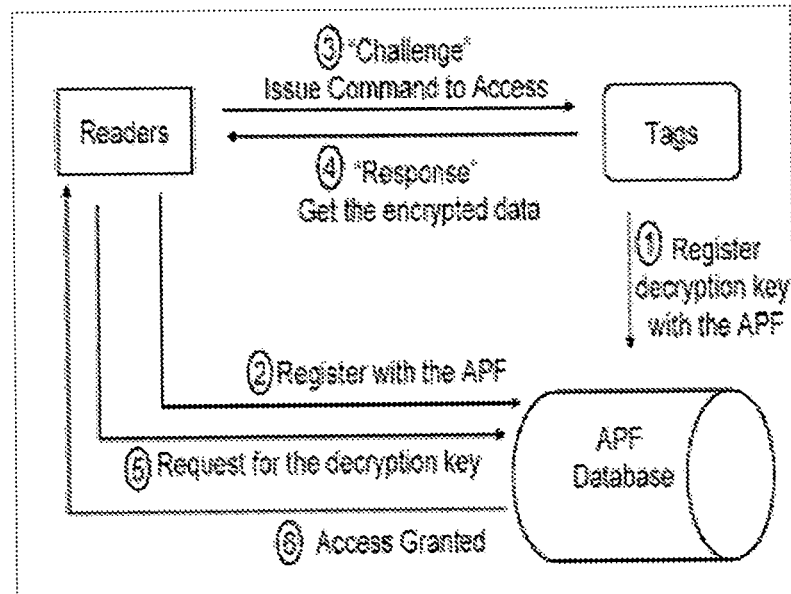 ③ "Challenge"
Issue Command to Access
Readers
Tags
④ "Response"
Get the encrypted data
① Register
decryption key
with the APF
② Register with the APF
APF
Database
⑤ Request for the decryption key
⑥ Access Granted